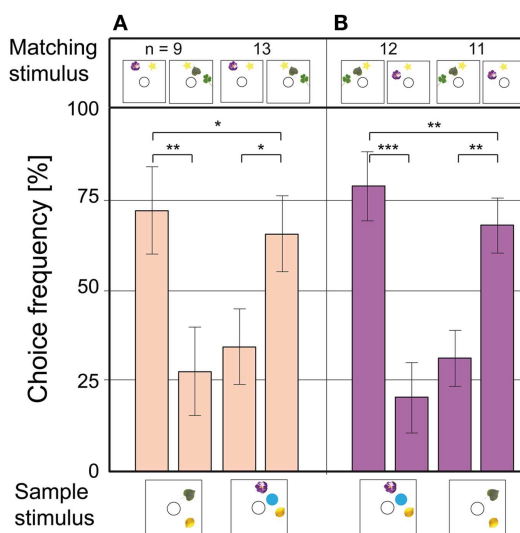 A
B
Matching
stimulus
n = 9
13
12
11
Choice frequency [%]
100
75
50
25
0
*
**
*
**
***
**
Sample
stimulus